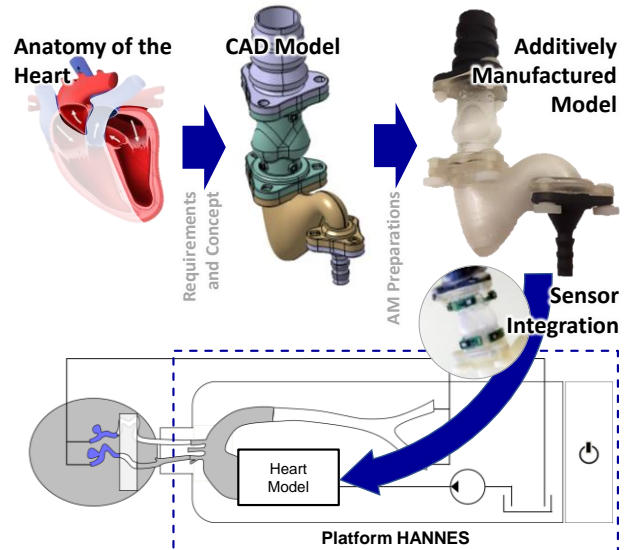 Anatomy of the
Heart
CAD Model
Additively
Manufactured
Model
Requirements
and Concept
AM Preparations
Sensor
Integration
Heart
Model
Platform HANNES